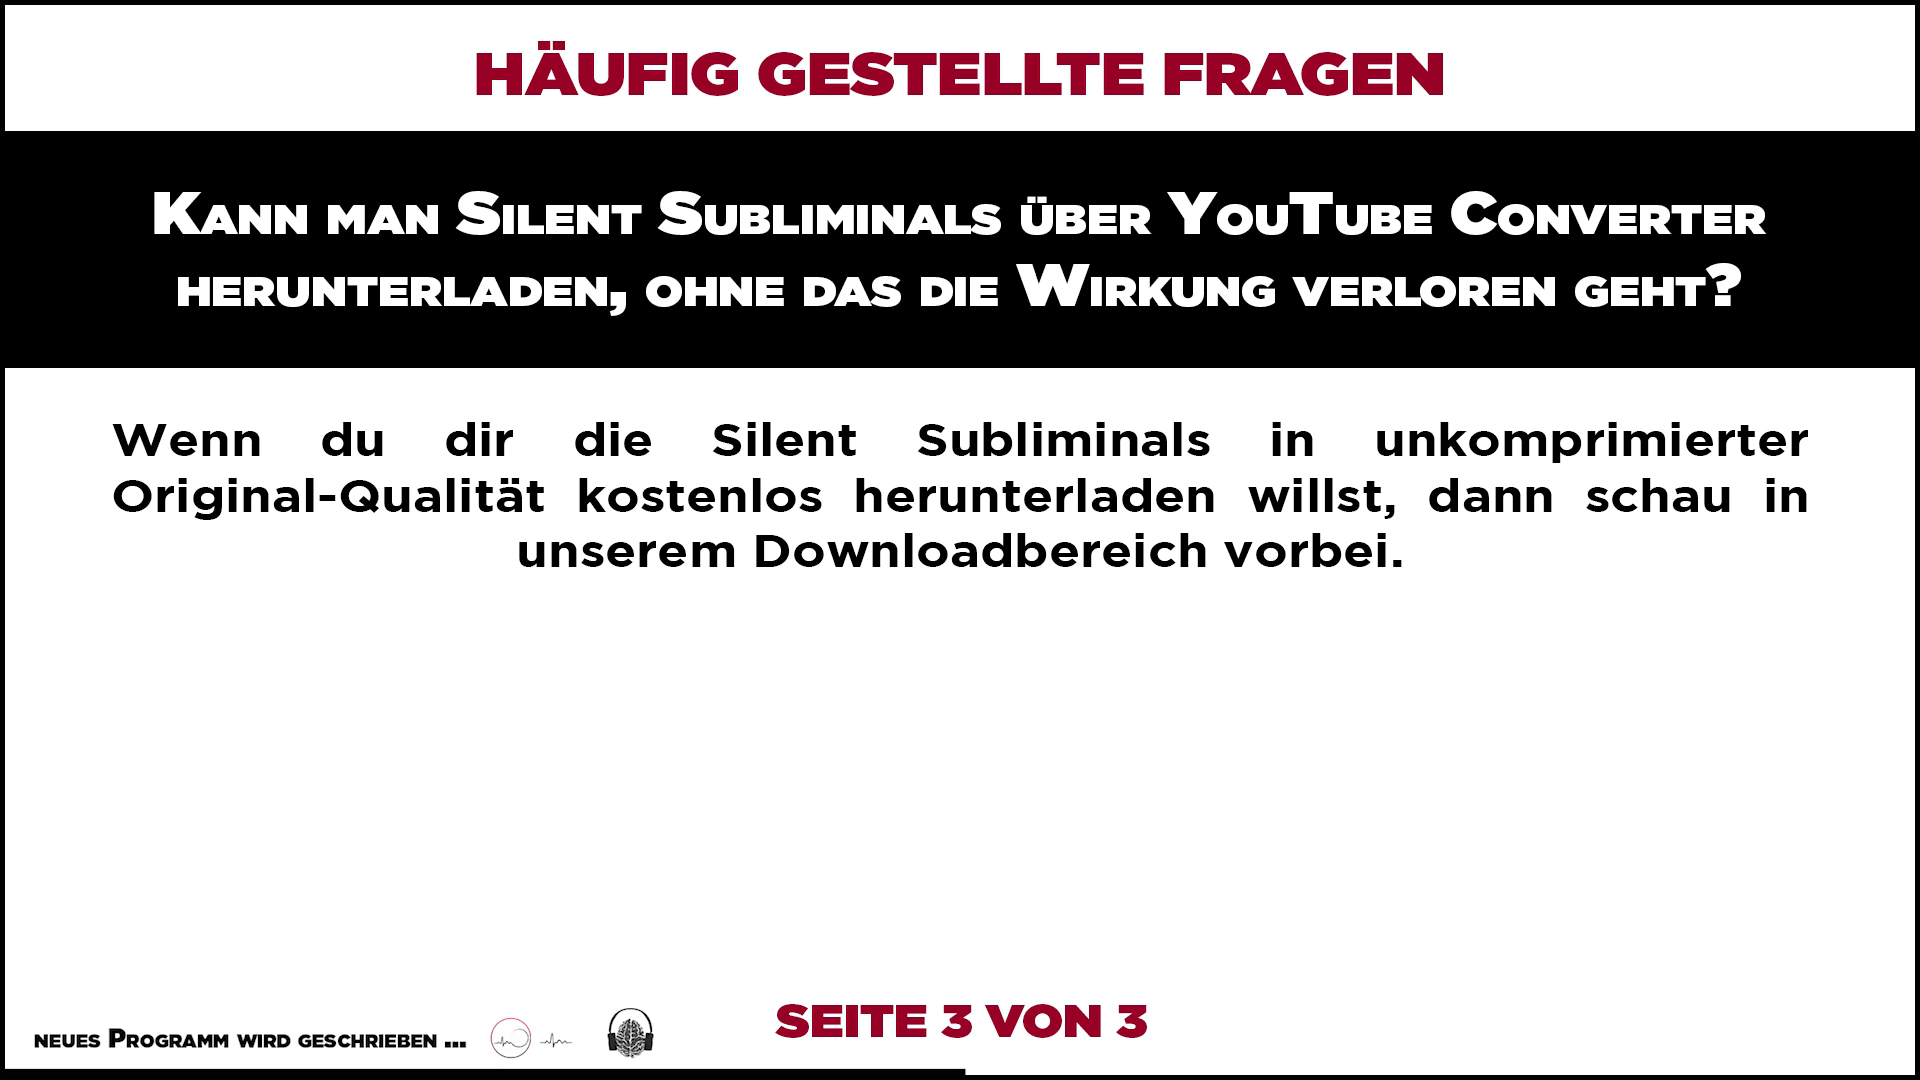 HÄUFIG GESTELLTE FRAGEN
Kann man Silent Subliminals über YouTube Converter
herunterladen, ohne das die Wirkung verloren geht?
Wenn du dir die Silent Subliminals in unkomprimierter
Original-Qualität kostenlos herunterladen willst, dann schau in
unserem Downloadbereich vorbei.
SEITE 3 VON 3
neues Programm wird geschrieben ...